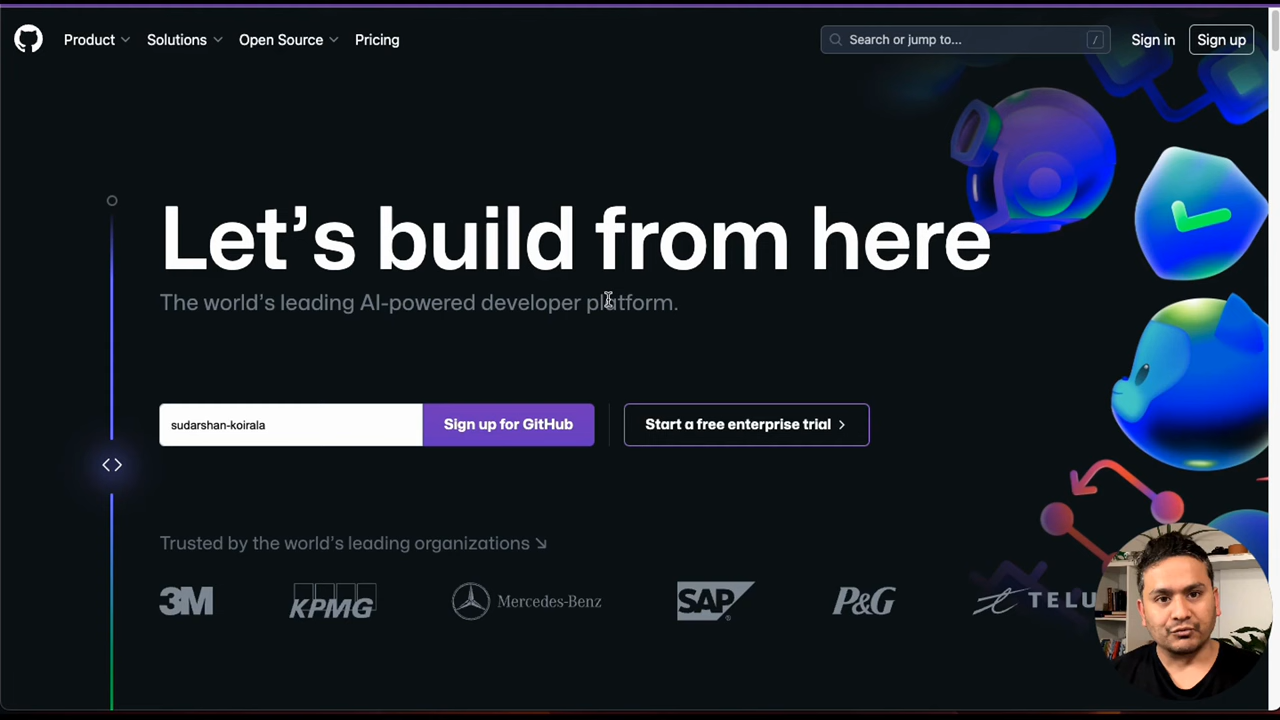 Product Solutions Open Source Pricing Search or jump to... / Sign in Sign up
Let's build from here
The world's leading AI-powered developer platform.
sudarshan-koirala Sign up for GitHub Start a free enterprise trial
Trusted by the world's leading organizations
3M KPMG Mercedes-Benz SAP P&G TELU